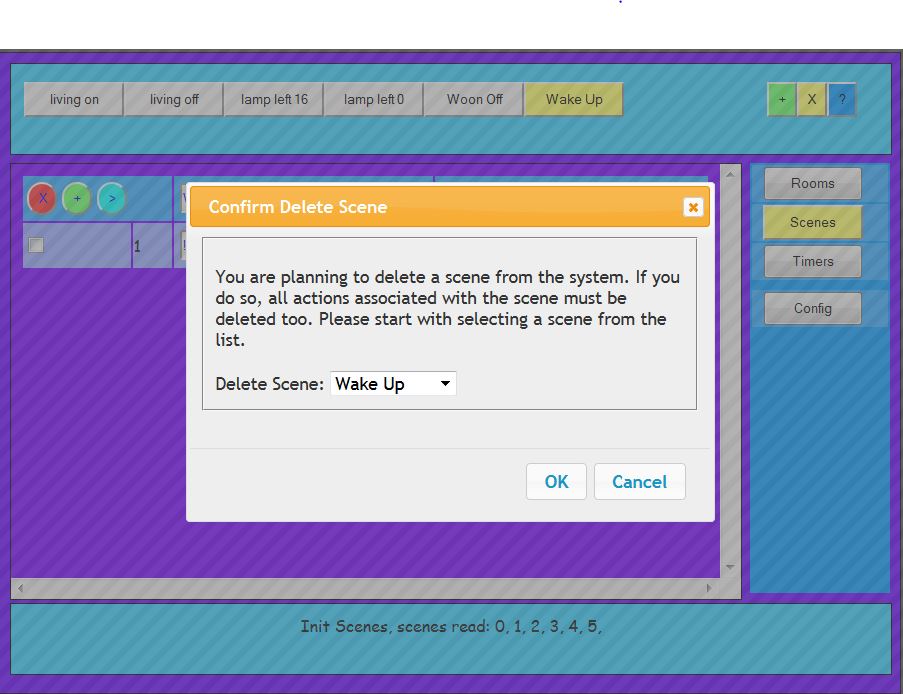 living on living off lamp left 16 lamp left 0 Woon Off Wake Up + X ?
X + >
Confirm Delete Scene
1
You are planning to delete a scene from the system. If you
do so, all actions associated with the scene must be
deleted too. Please start with selecting a scene from the
list.
Delete Scene: Wake Up
OK Cancel
Rooms
Scenes
Timers
Config
Init Scenes, scenes read: 0, 1, 2, 3, 4, 5,